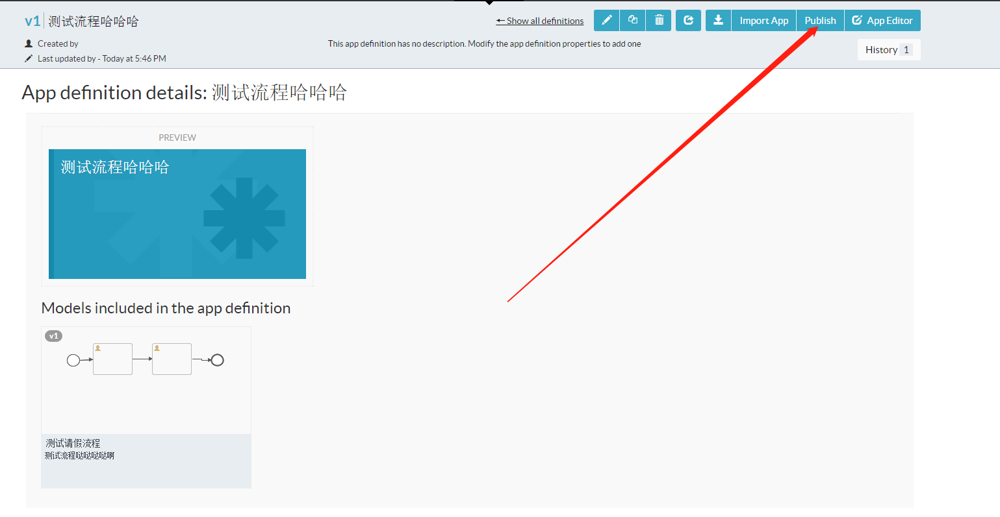 v1 测试流程哈哈哈
← Show all definitions
Import App
Publish
App Editor
Created by
This app definition has no description. Modify the app definition properties to add one
Last updated by - Today at 5:46 PM
History 1
App definition details: 测试流程哈哈哈
PREVIEW
测试流程哈哈哈
Models included in the app definition
v1
测试请假流程
测试流程哒哒哒哒啊